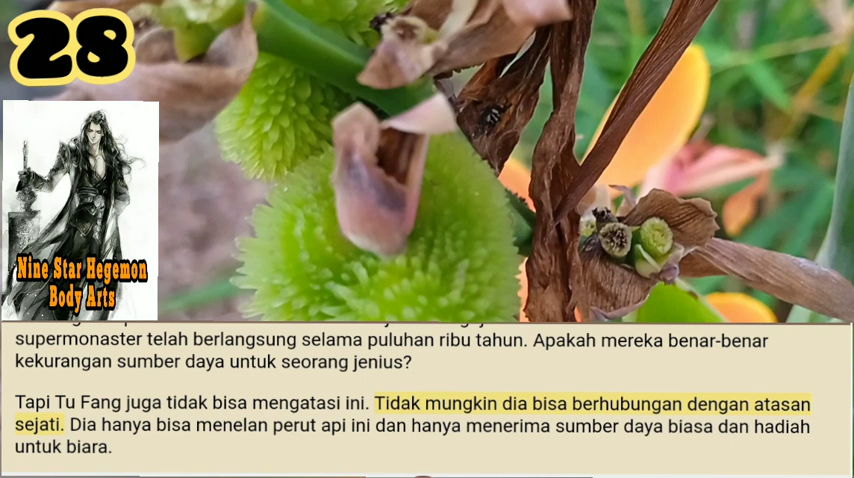 28
Nine Star Hegemon
Body Arts
supermonaster telah berlangsung selama puluhan ribu tahun. Apakah mereka benar-benar
kekurangan sumber daya untuk seorang jenius?
Tapi Tu Fang juga tidak bisa mengatasi ini. Tidak mungkin dia bisa berhubungan dengan atasan
sejati. Dia hanya bisa menelan perut api ini dan hanya menerima sumber daya biasa dan hadiah
untuk biara.